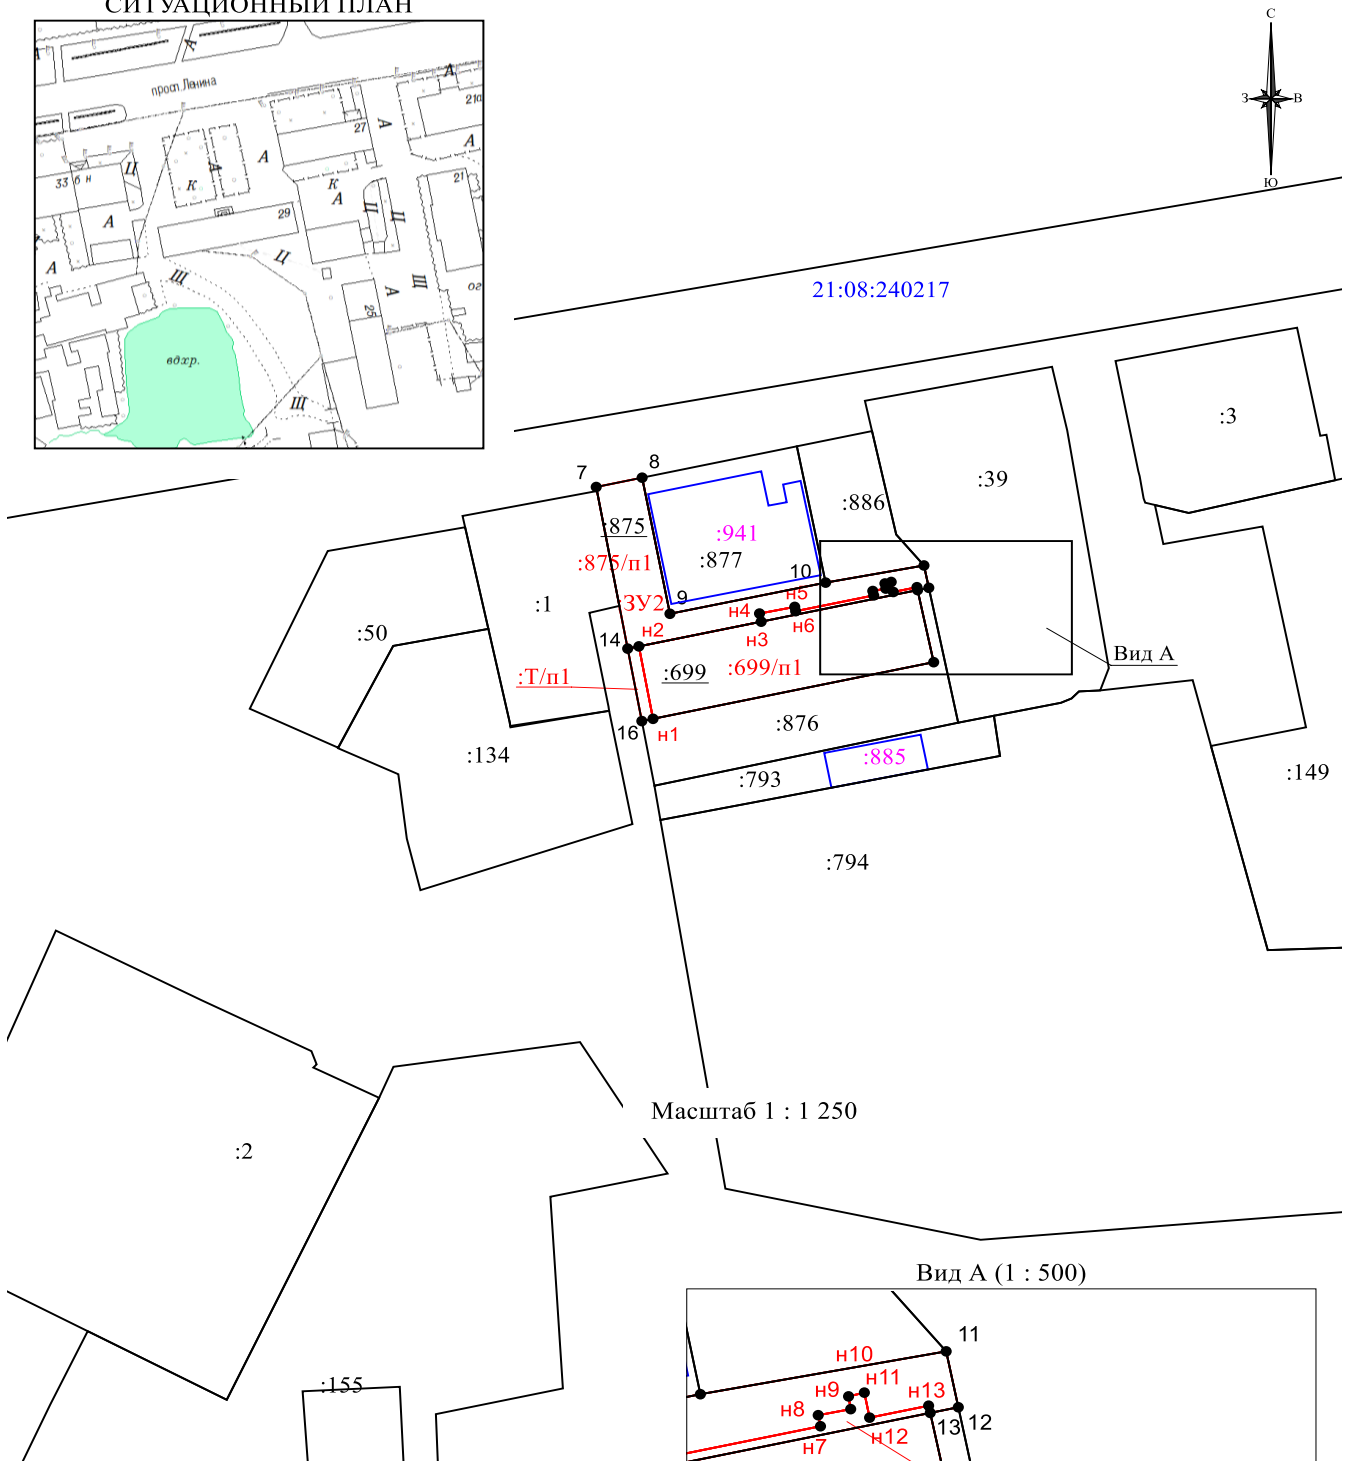 СИТУАЦИОННЫЙ ПЛАН
просп. Ленина
А
А
А
21а
27
А
А
А
Ц
А
33 б н
К
К
А
21
А
29
Ц
Ц
Ц
А
Щ
Щ
А
25
ог
вдхр.
Щ
С
З
В
Ю
21:08:240217
:3
:39
7
8
:886
:875
:941
:877
:875/п1
10
:ЗУ2
9
н5
:1
н4
н6
н3
:50
14
н2
Вид А
:699
:699/п1
:Т/п1
16
н1
:876
:134
:885
:793
:149
:794
Масштаб 1 : 1 250
:2
Вид А (1 : 500)
11
н10
:155
н11
н9
н13
н8
12
13
н12
н7